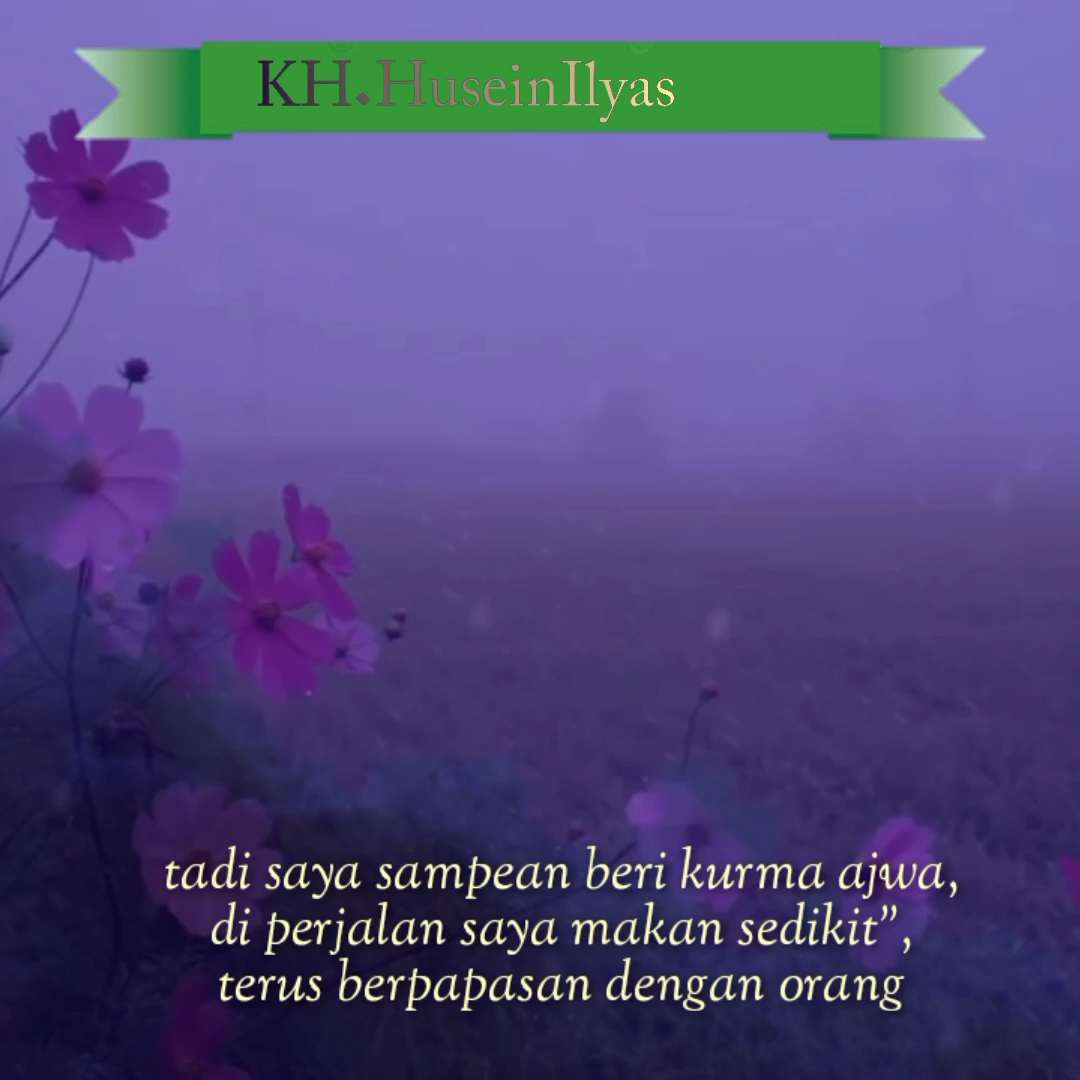 KH.HuseinIlyas
tadi saya sampean beri kurma ajwa,
di perjalan saya makan sedikit”,
terus berpapasan dengan orang